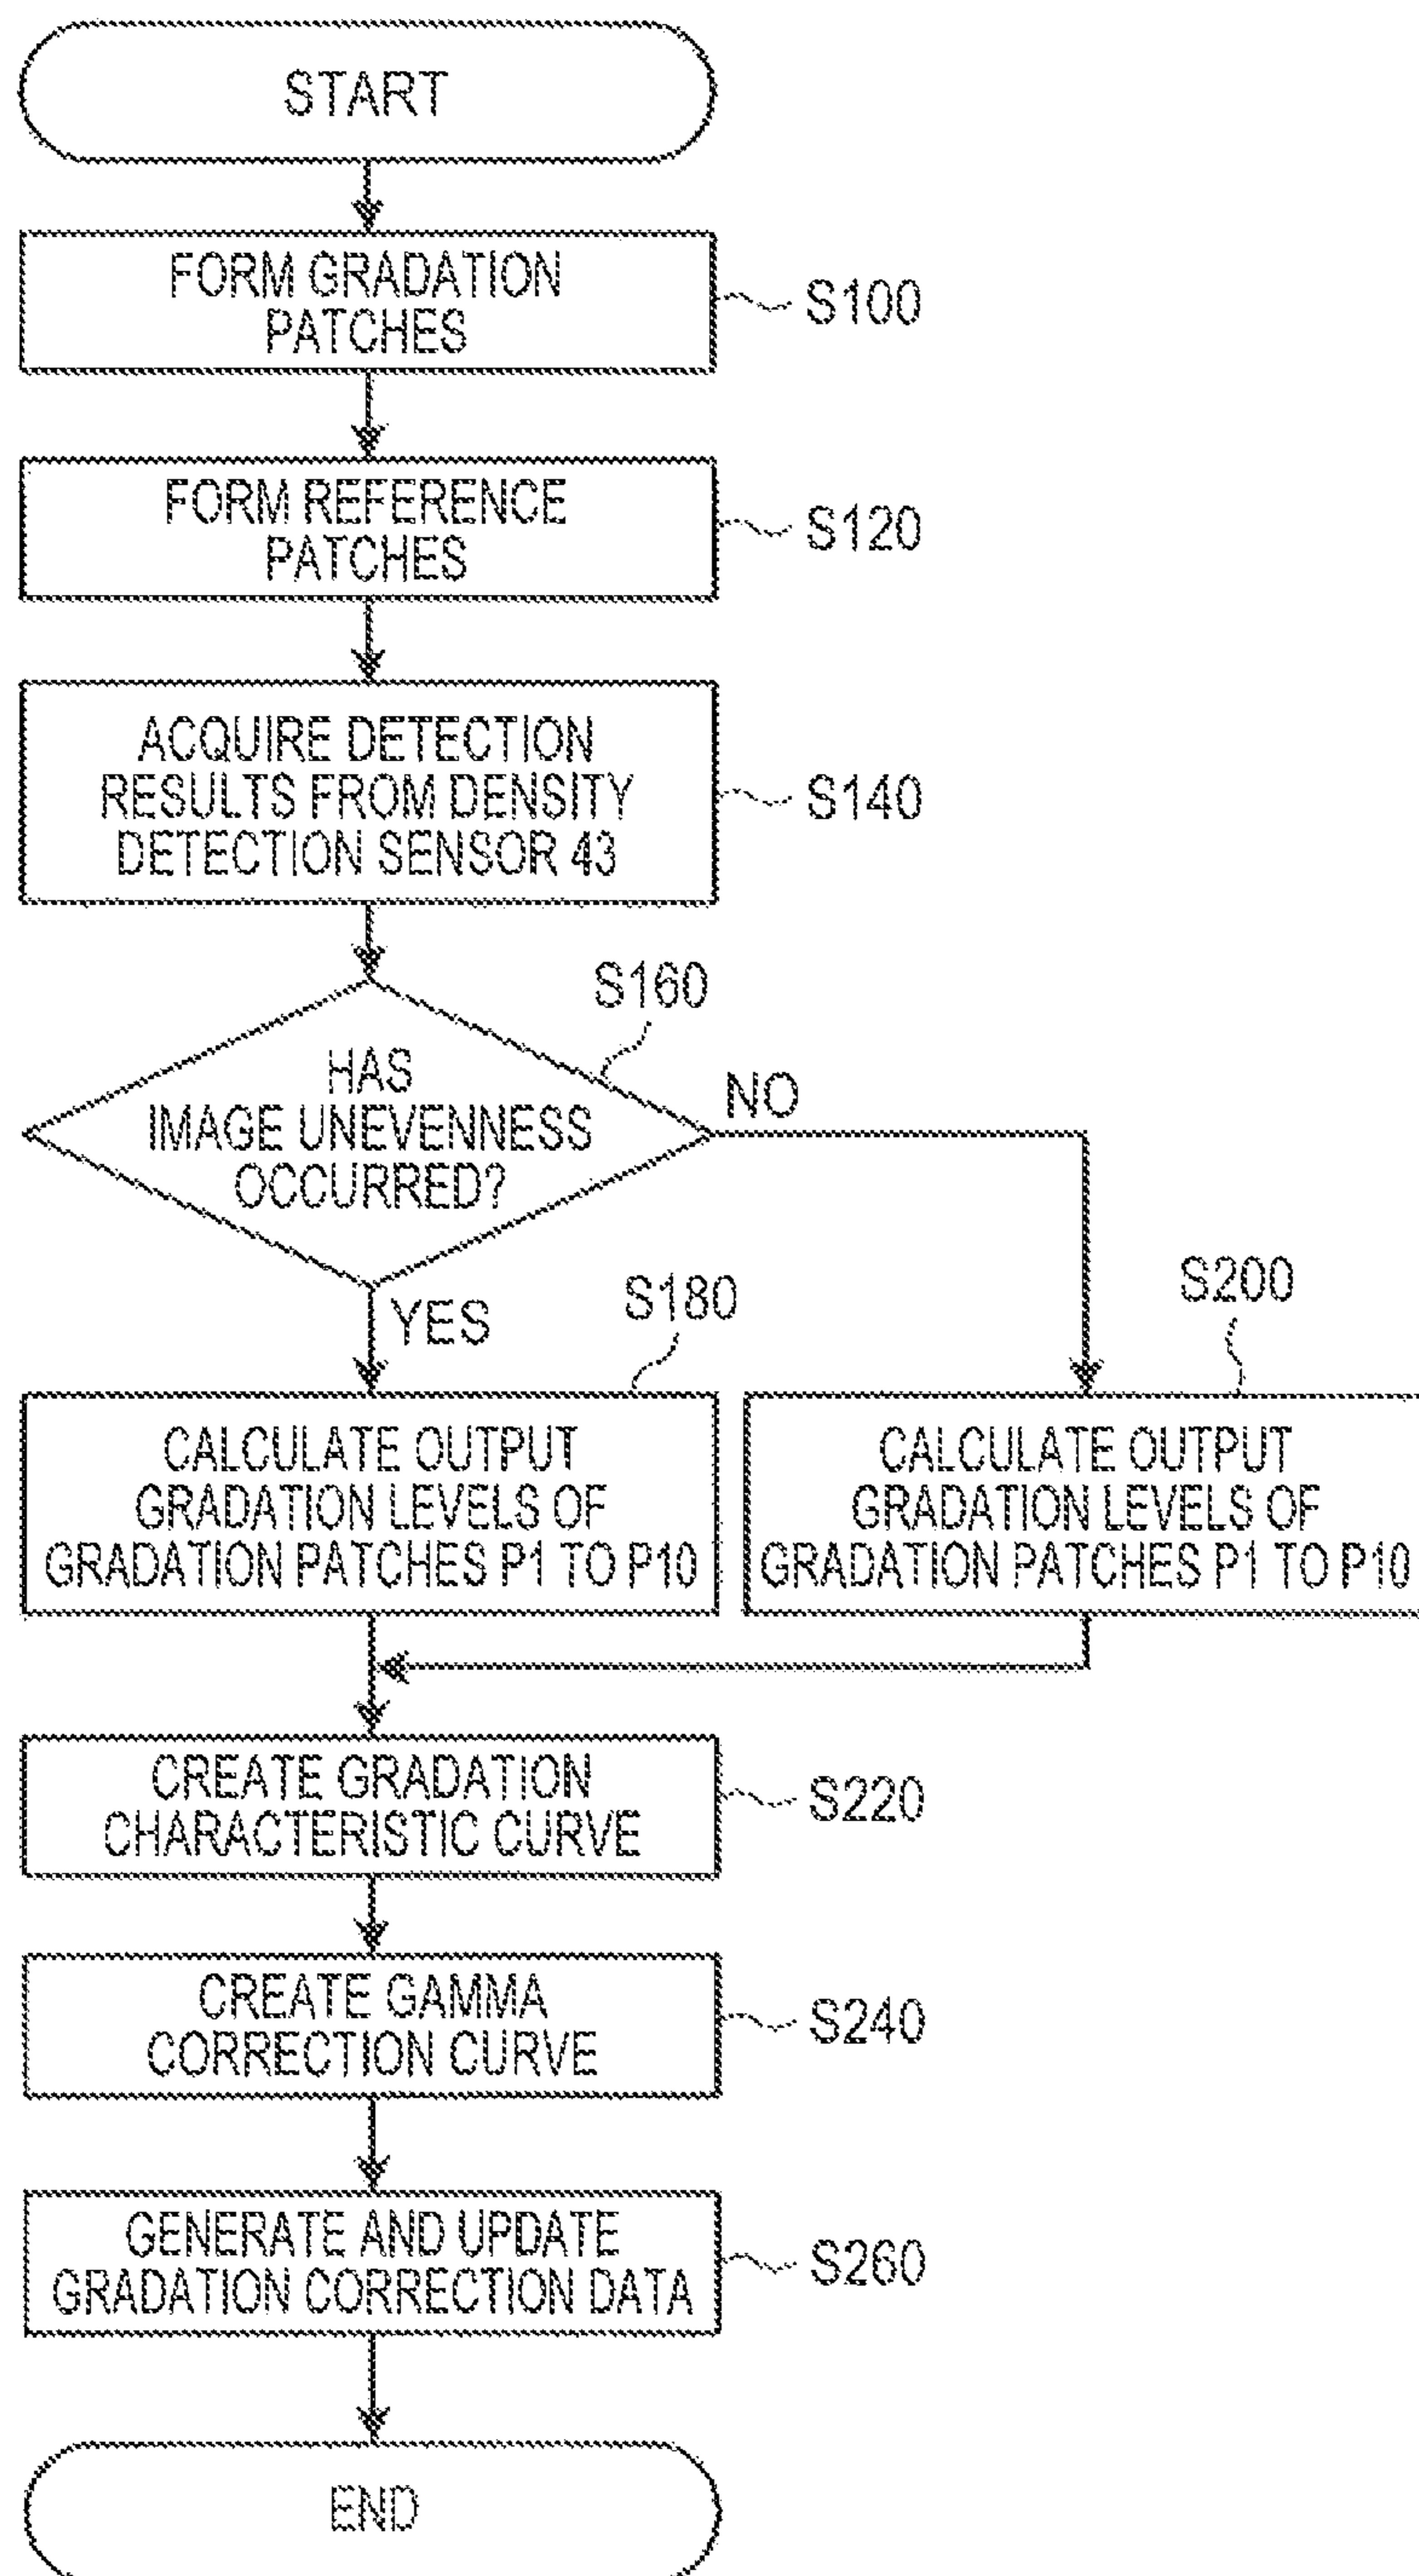 START
FORM GRADATION
PATCHES
S100
FORM REFERENCE
PATCHES
S120
ACQUIRE DETECTION
RESULTS FROM DENSITY
DETECTION SENSOR 43
S140
S160
HAS
IMAGE UNEVENNESS
OCCURRED?
NO
YES
S180
S200
CALCULATE OUTPUT
GRADATION LEVELS OF
GRADATION PATCHES P1 TO P10
CALCULATE OUTPUT
GRADATION LEVELS OF
GRADATION PATCHES P1 TO P10
CREATE GRADATION
CHARACTERISTIC CURVE
S220
CREATE GAMMA
CORRECTION CURVE
S240
GENERATE AND UPDATE
GRADATION CORRECTION DATA
S260
END